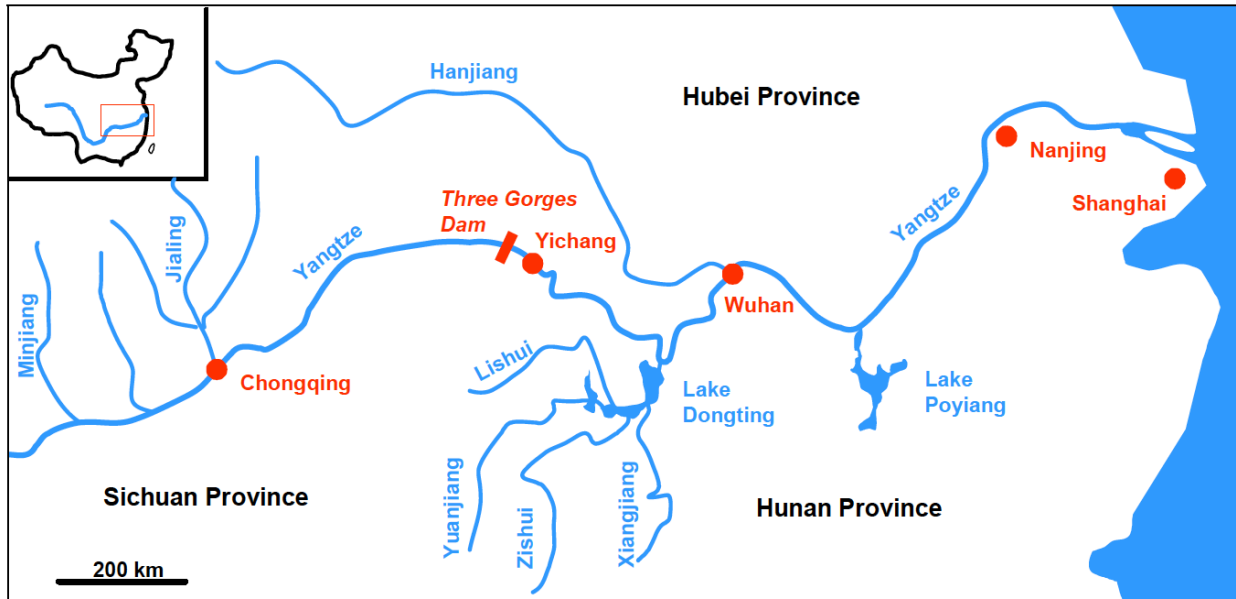 Hanjiang
Hubei Province
Nanjing
Shanghai
Three Gorges
Dam
Yichang
Yangtze
Jialing
Yangtze
Minjiang
Wuhan
Chongqing
Lishui
Lake
Dongting
Lake
Poyiang
Sichuan Province
Yuanjiang
Zishui
Xiangjiang
Hunan Province
200 km